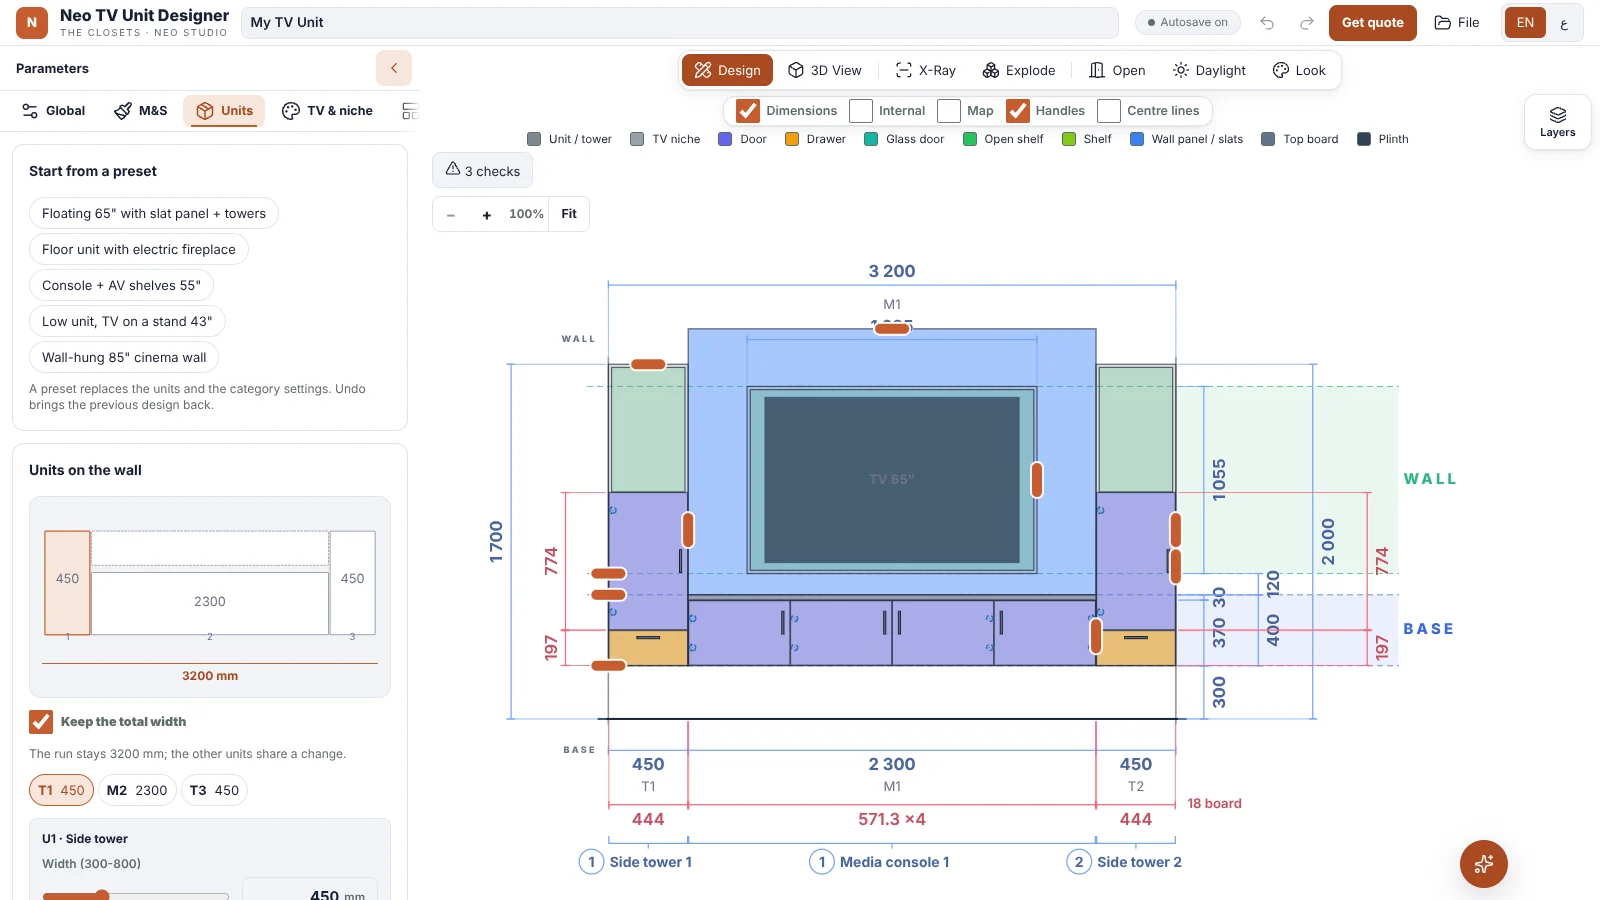 N
Neo TV Unit Designer
THE CLOSETS · NEO STUDIO
My TV Unit
Autosave on
Get quote
File
EN
ع
Parameters
Global
M&S
Units
TV & niche
Design
3D View
X-Ray
Explode
Open
Daylight
Look
Dimensions
Internal
Map
Handles
Centre lines
Unit / tower
TV niche
Door
Drawer
Glass door
Open shelf
Shelf
Wall panel / slats
Top board
Plinth
Layers
3 checks
− + 100% Fit
Start from a preset
Floating 65" with slat panel + towers
Floor unit with electric fireplace
Console + AV shelves 55"
Low unit, TV on a stand 43"
Wall-hung 85" cinema wall
A preset replaces the units and the category settings. Undo
brings the previous design back.
Units on the wall
450
2300
450
1
2
3
3200 mm
Keep the total width
The run stays 3200 mm; the other units share a change.
T1 450
M2 2300
T3 450
U1 · Side tower
Width (300-800)
450 mm
3 200
M1
WALL
TV 65"
1 700
774
197
1055
30
370
300
120
400
2 000
774
197
WALL
BASE
BASE
450
2 300
450
T1
M1
T2
18 board
444
571.3 ×4
444
1 Side tower 1
1 Media console 1
2 Side tower 2